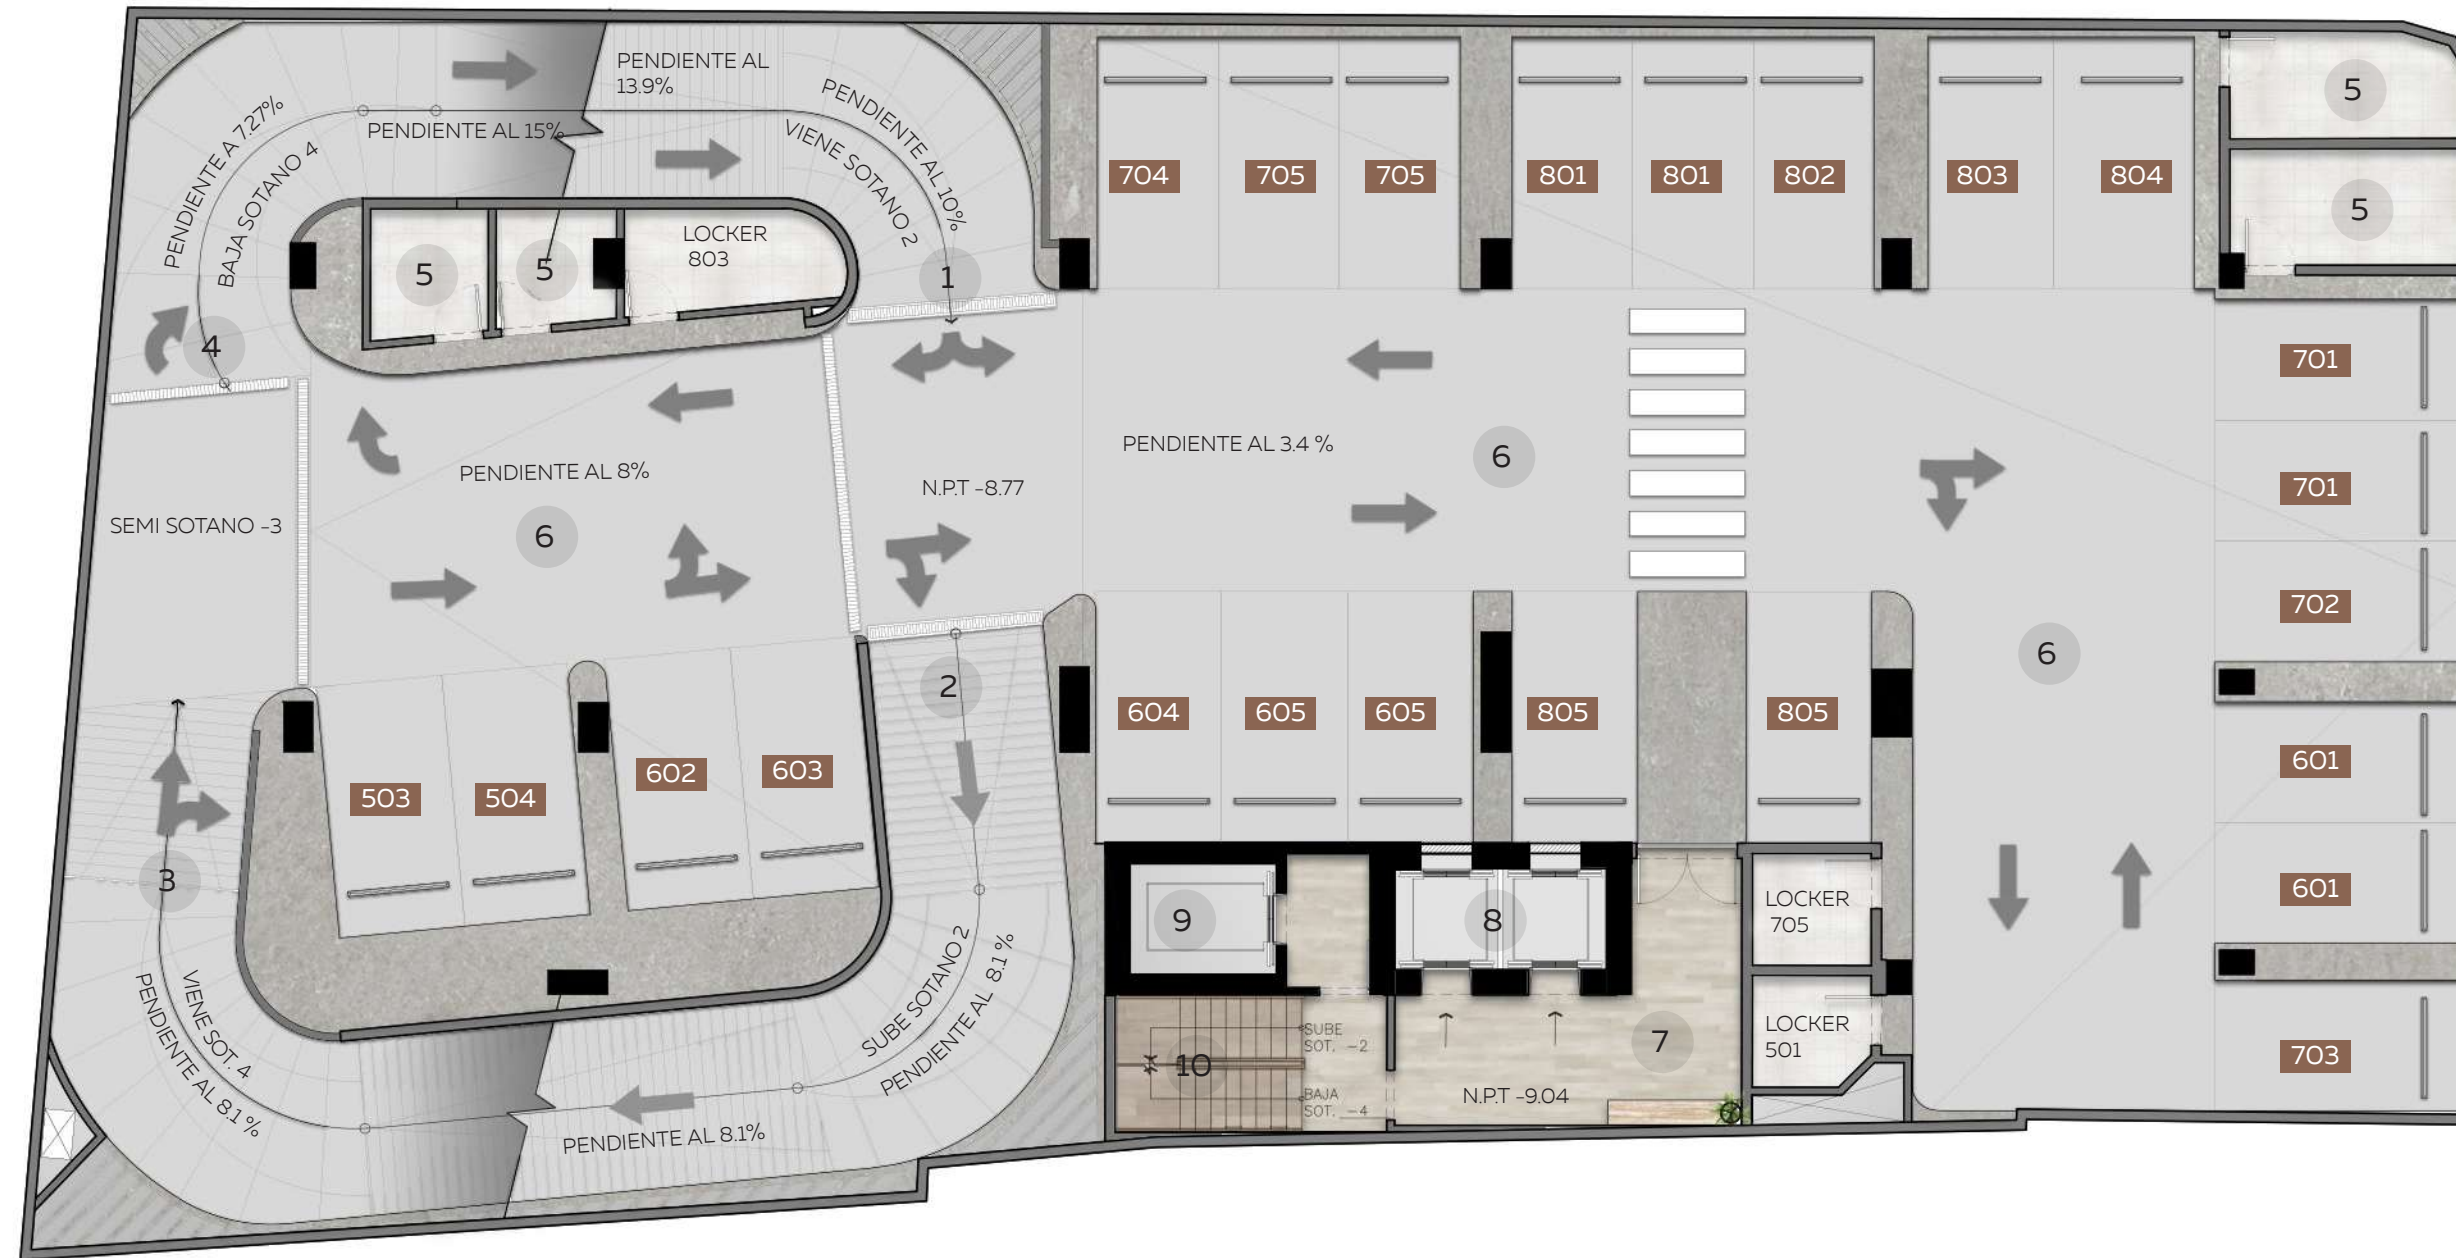 PENDIENTE AL
13.9%
PENDIENTE AL 15%
PENDIENTE A 7.27%
BAJA SOTANO 4
PENDIENTE AL 10%
VIENE SOTANO 2
704
705
705
801
801
802
803
804
5
5
5
5
LOCKER
803
1
4
701
701
702
PENDIENTE AL 8%
PENDIENTE AL 3.4 %
6
N.P.T -8.77
SEMI SOTANO -3
6
6
2
503
504
602
603
604
605
605
805
805
601
601
703
3
VIENE SOT. 4
PENDIENTE AL 8.1 %
PENDIENTE AL 8.1%
SUBE SOTANO 2
PENDIENTE AL 8.1 %
9
8
LOCKER
705
LOCKER
501
7
10
SUBE
SOT. -2
BAJA
SOT. -4
N.P.T -9.04